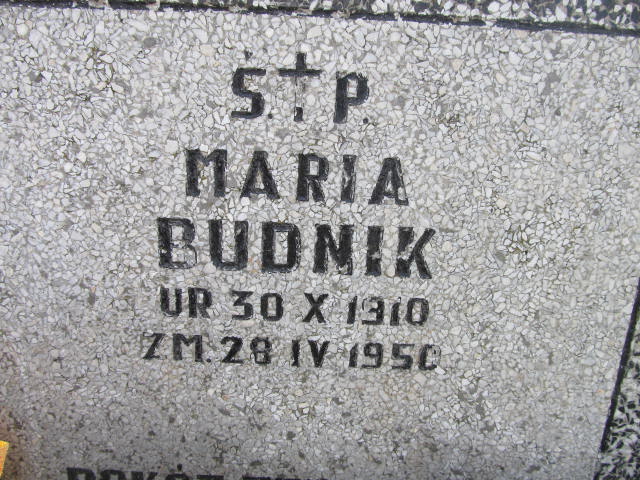 Ś.†P.
MARIA
BUDNIK
UR 30 X 1910
ZM. 28 IV 1950